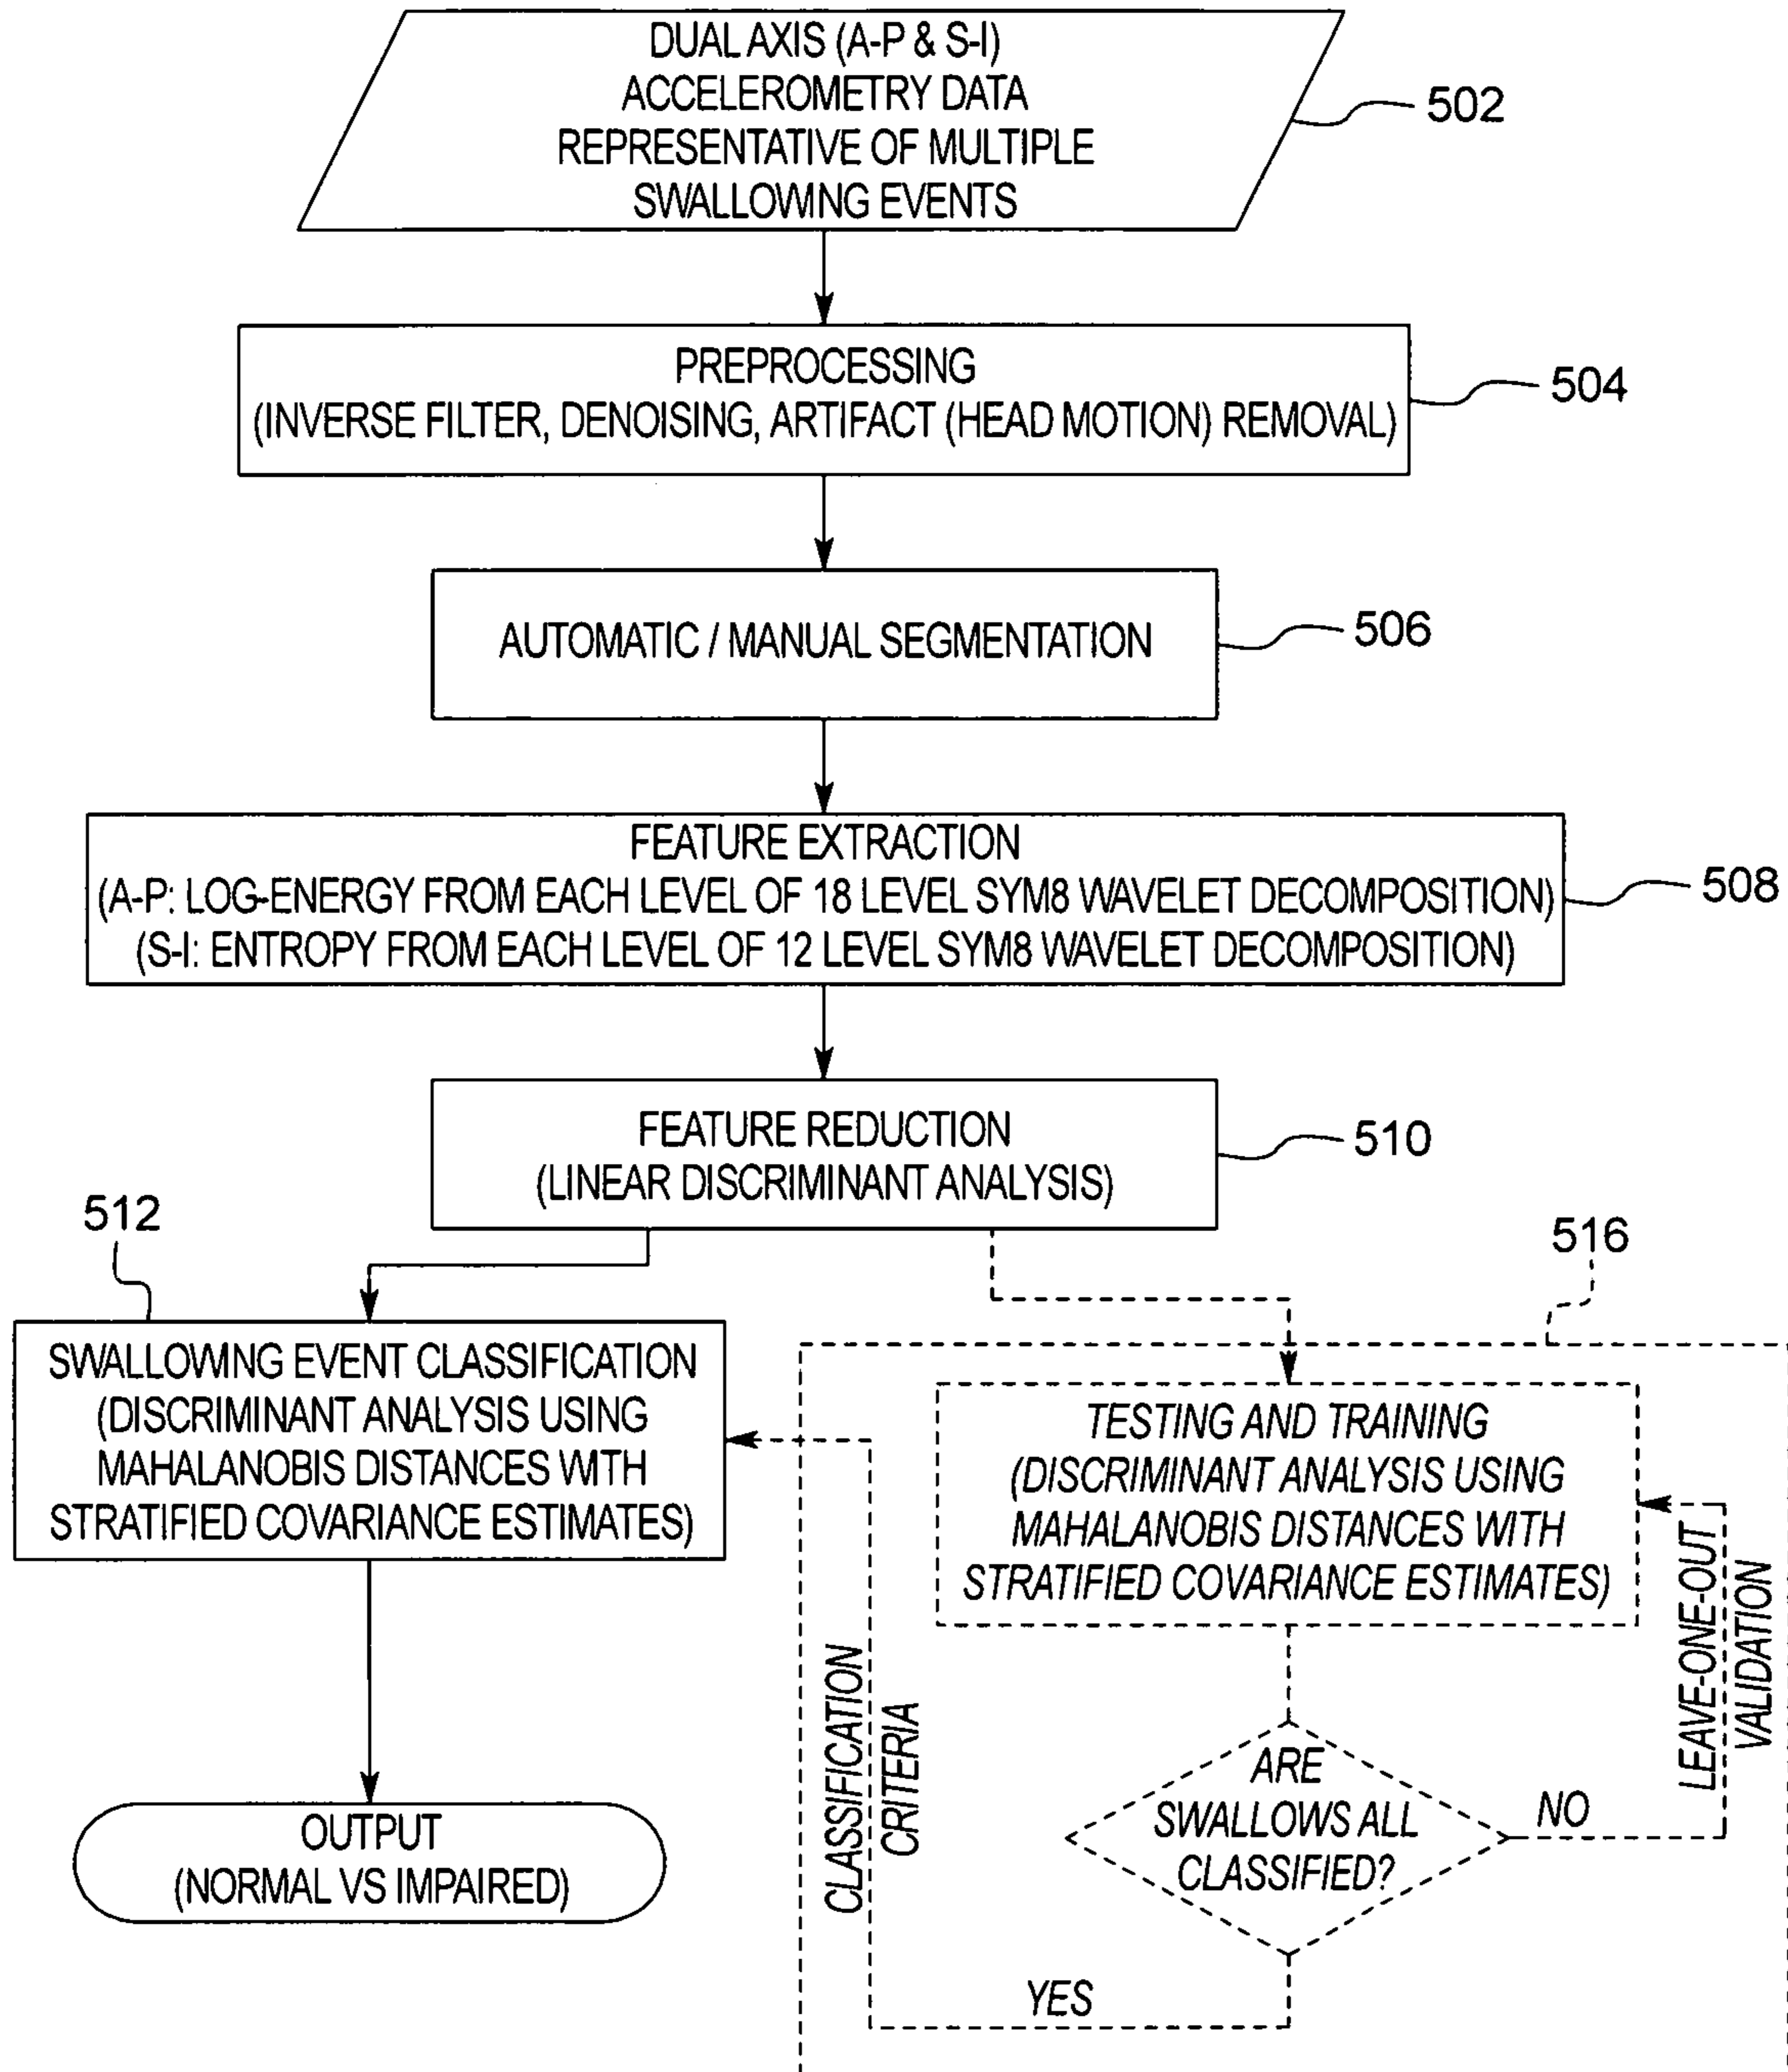 DUAL AXIS (A-P & S-I)
ACCELEROMETRY DATA
REPRESENTATIVE OF MULTIPLE
SWALLOWING EVENTS
502
PREPROCESSING
(INVERSE FILTER, DENOISING, ARTIFACT (HEAD MOTION) REMOVAL)
504
AUTOMATIC / MANUAL SEGMENTATION
506
FEATURE EXTRACTION
(A-P: LOG-ENERGY FROM EACH LEVEL OF 18 LEVEL SYM8 WAVELET DECOMPOSITION)
(S-I: ENTROPY FROM EACH LEVEL OF 12 LEVEL SYM8 WAVELET DECOMPOSITION)
508
FEATURE REDUCTION
(LINEAR DISCRIMINANT ANALYSIS)
510
512
SWALLOWING EVENT CLASSIFICATION
(DISCRIMINANT ANALYSIS USING
MAHALANOBIS DISTANCES WITH
STRATIFIED COVARIANCE ESTIMATES)
OUTPUT
(NORMAL VS IMPAIRED)
516
TESTING AND TRAINING
(DISCRIMINANT ANALYSIS USING
MAHALANOBIS DISTANCES WITH
STRATIFIED COVARIANCE ESTIMATES)
LEAVE-ONE-OUT
VALIDATION
ARE
SWALLOWS ALL
CLASSIFIED?
NO
YES
CLASSIFICATION
CRITERIA